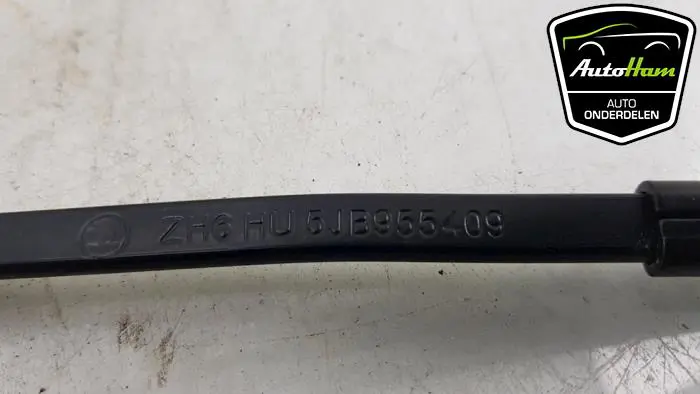 AutoHam
AUTO
ONDERDELEN
ZH6 HU 5JB955409